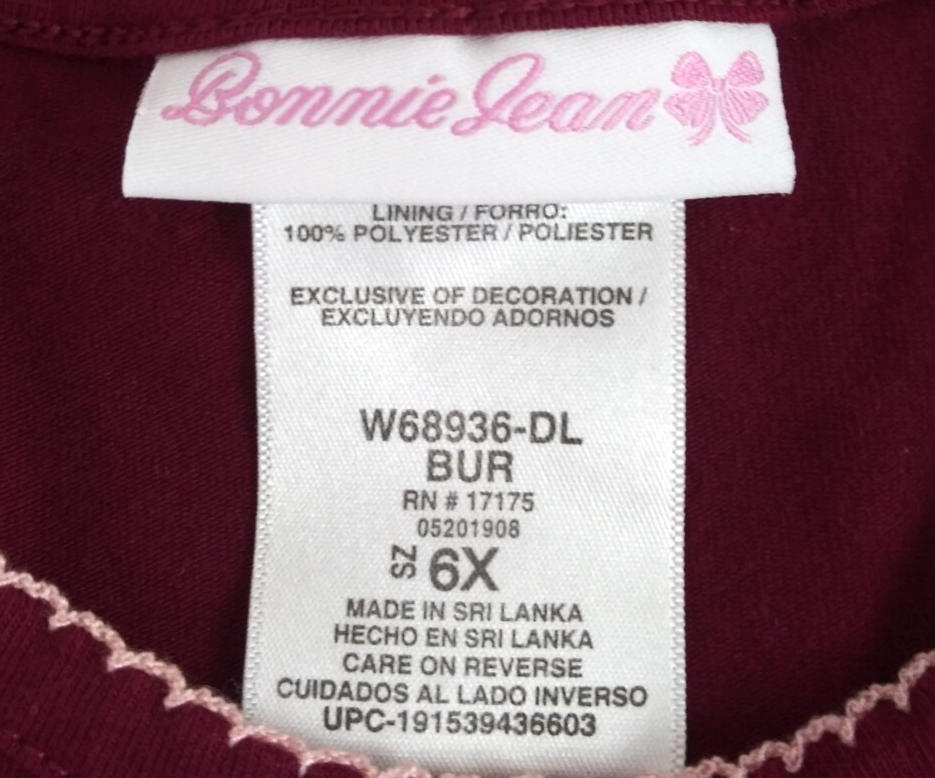 Bonnie Jean
LINING / FORRO:
100% POLYESTER / POLIESTER
EXCLUSIVE OF DECORATION /
EXCLUYENDO ADORNOS
W68936-DL
BUR
RN # 17175
05201908
SZ 6X
MADE IN SRI LANKA
HECHO EN SRI LANKA
CARE ON REVERSE
CUIDADOS AL LADO INVERSO
UPC-191539436603